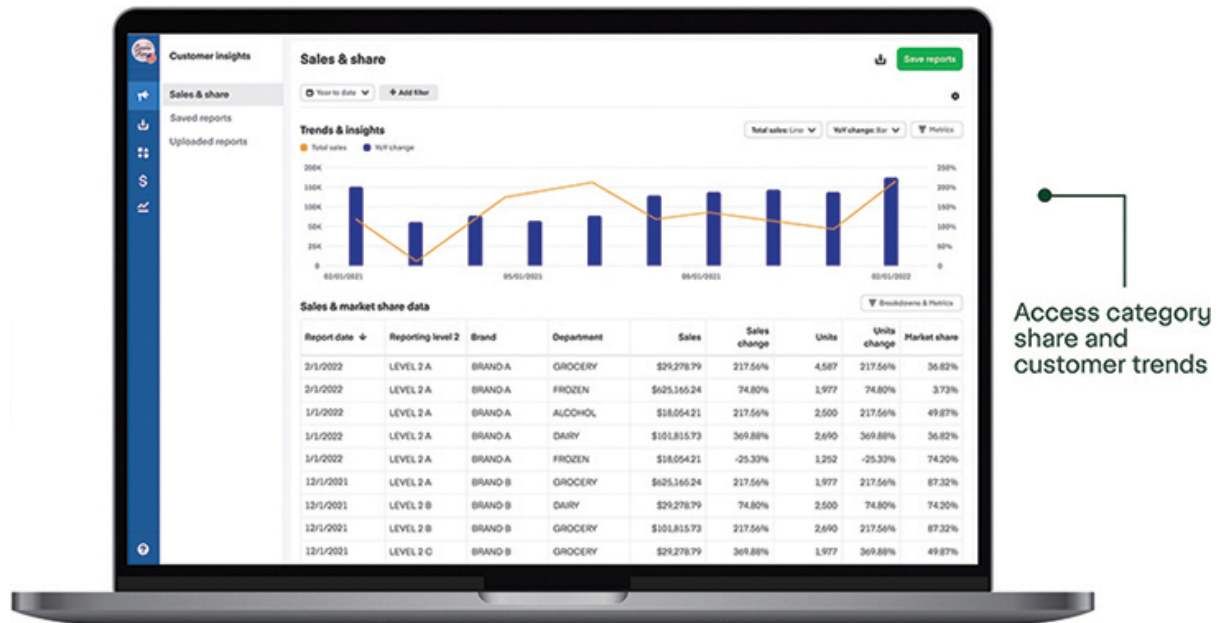 Customer insights
Sales & share
Saved reports
Uploaded reports
Sales & share
Save reports
Year to date
+ Add filter
Trends & insights
Total sales: Line
YoY change: Bar
Metrics
Total sales
YoY change
200K
150K
100K
50K
25K
0
250%
200%
150%
100%
50%
0
02/01/2021
05/01/2021
02/01/2022
Sales & market share data
Breakdowns & Metrics
Report date Reporting level 2 Brand Department Sales Sales change Units Units change Market share
2/1/2022 LEVEL 2 A BRAND A GROCERY $29,278.79 217.56% 4,587 217.56% 36.82%
2/1/2022 LEVEL 2 A BRAND A FROZEN $625,165.24 74.80% 1,977 74.80% 3.73%
1/1/2022 LEVEL 2 A BRAND A ALCOHOL $18,054.21 217.56% 2,500 217.56% 49.87%
1/1/2022 LEVEL 2 A BRAND A DAIRY $101,815.73 369.88% 2,690 369.88% 36.82%
1/1/2022 LEVEL 2 A BRAND A FROZEN $18,054.21 -25.33% 1,252 -25.33% 74.20%
12/1/2021 LEVEL 2 A BRAND B GROCERY $625,165.24 217.56% 1,977 217.56% 87.32%
12/1/2021 LEVEL 2 B BRAND B DAIRY $29,278.79 74.80% 2,500 74.80% 74.20%
12/1/2021 LEVEL 2 B BRAND B GROCERY $101,815.73 217.56% 2,690 217.56% 87.32%
12/1/2021 LEVEL 2 C BRAND B GROCERY $29,278.79 369.88% 1,977 369.88% 49.87%
Access category
share and
customer trends